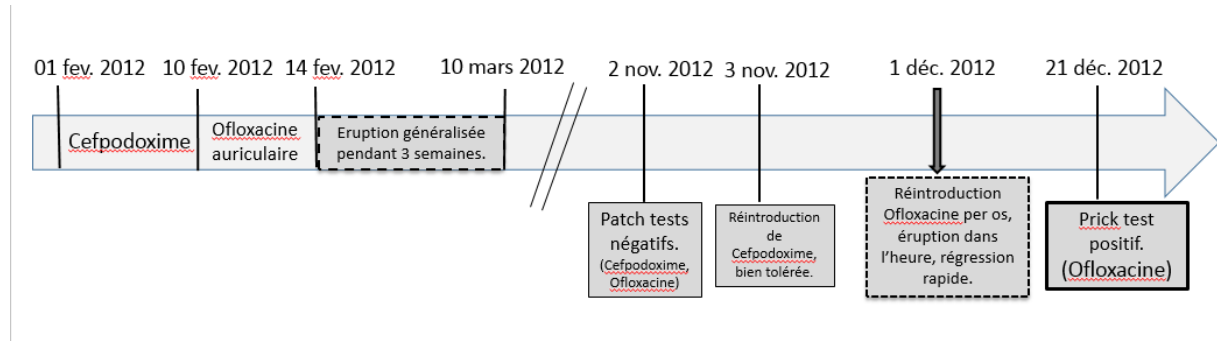 01 fev. 2012
10 fev. 2012
14 fev. 2012
10 mars 2012
2 nov. 2012
3 nov. 2012
1 déc. 2012
21 déc. 2012
Cefpodoxime
Ofloxacine
auriculaire
Eruption généralisée
pendant 3 semaines.
Patch tests
négatifs.
(Cefpodoxime,
Ofloxacine)
Réintroduction
de
Cefpodoxime,
bien tolérée.
Réintroduction
Ofloxacine per os,
éruption dans
l'heure, régression
rapide.
Prick test
positif.
(Ofloxacine)